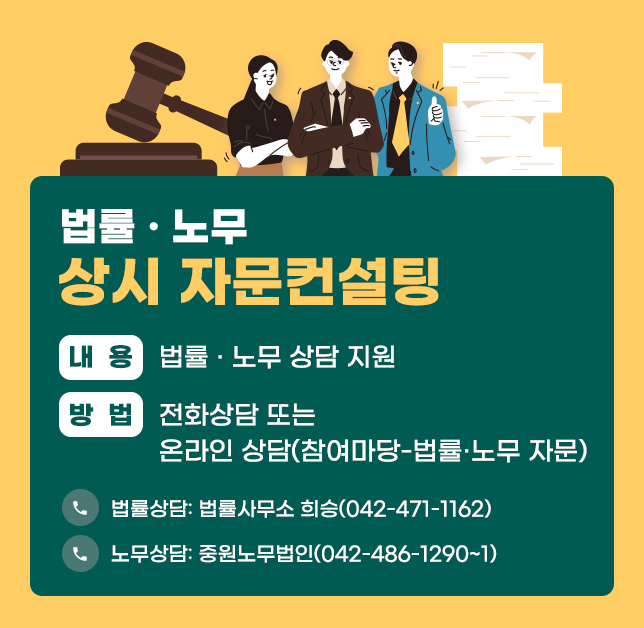 법률 · 노무
상시 자문컨설팅
내 용 법률 · 노무 상담 지원
방 법 전화상담 또는
온라인 상담(참여마당-법률·노무 자문)
법률상담: 법률사무소 희승(042-471-1162)
노무상담: 중원노무법인(042-486-1290~1)